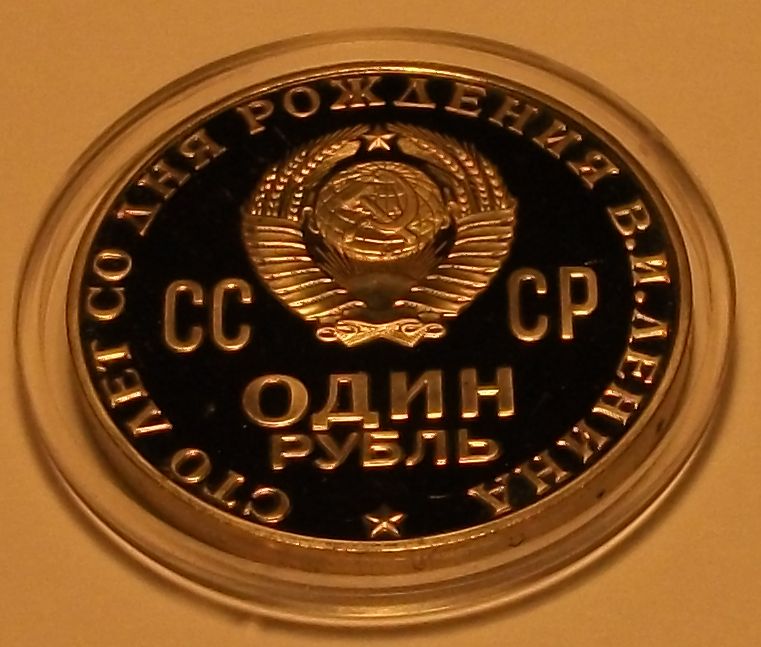 СТО ЛЕТ СО ДНЯ РОЖДЕНИЯ В.И.ЛЕНИНА
СС СР
ОДИН
РУБЛЬ